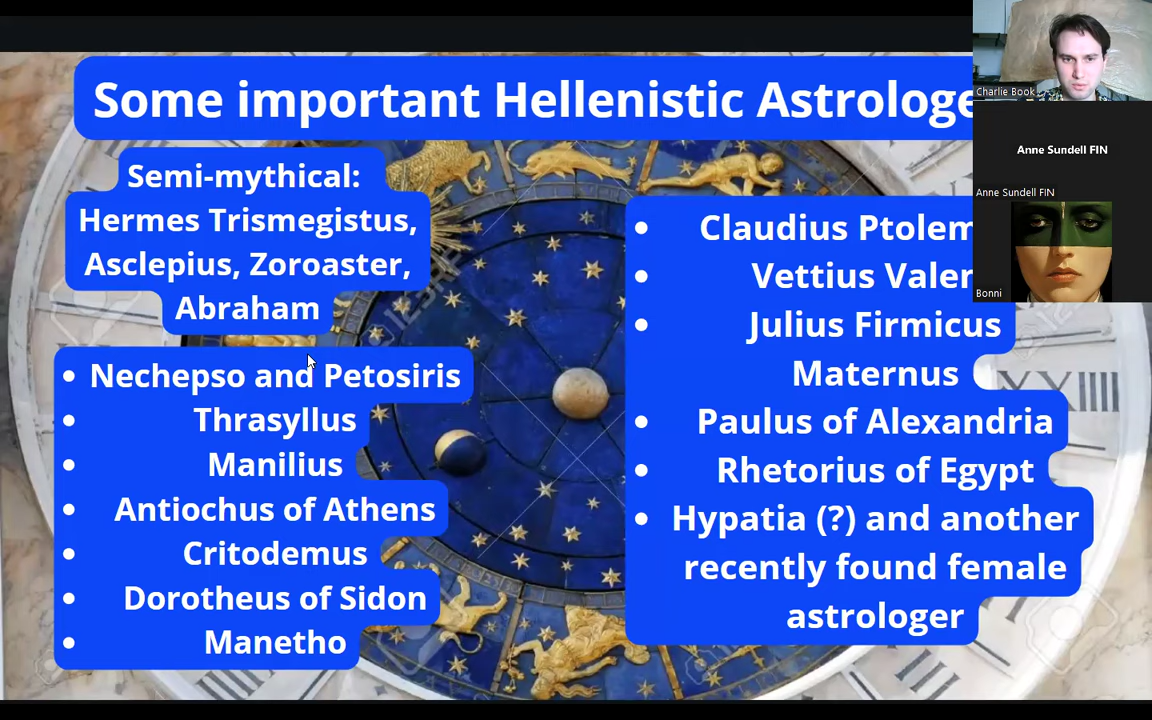 Some important Hellenistic Astrologe
Semi-mythical:
Hermes Trismegistus,
Asclepius, Zoroaster,
Abraham
• Nechepso and Petosiris
• Thrasyllus
• Manilius
• Antiochus of Athens
• Critodemus
• Dorotheus of Sidon
• Manetho
• Claudius Ptolem
• Vettius Valen
• Julius Firmicus
Maternus
• Paulus of Alexandria
• Rhetorius of Egypt
• Hypatia (?) and another
recently found female
astrologer
Charlie Book
Anne Sundell FIN
Anne Sundell FIN
Bonni
XXIII